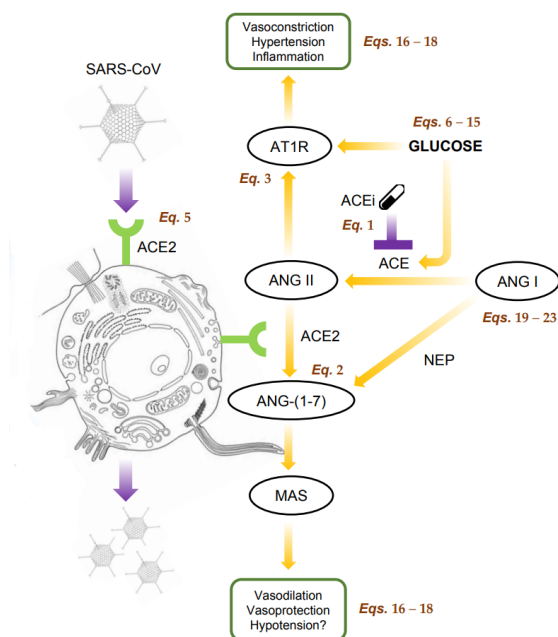 Vasoconstriction
Hypertension
Inflammation
Eqs. 16 – 18
SARS-CoV
Eqs. 6 – 15
GLUCOSE
AT1R
Eq. 3
ACEi
Eq. 1
Eq. 5
ACE2
ACE
ANG II
ANG I
Eqs. 19 – 23
ACE2
NEP
Eq. 2
ANG-(1-7)
MAS
Vasodilation
Vasoprotection
Hypotension?
Eqs. 16 – 18